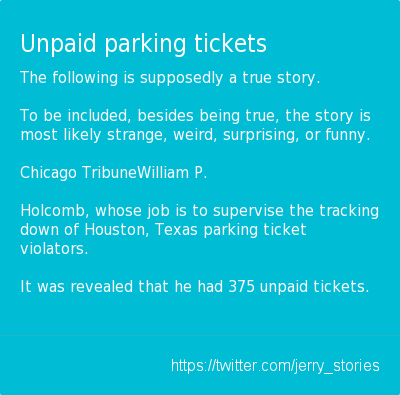 Unpaid parking tickets
The following is supposedly a true story.
To be included, besides being true, the story is
most likely strange, weird, surprising, or funny.
Chicago TribuneWilliam P.
Holcomb, whose job is to supervise the tracking
down of Houston, Texas parking ticket
violators.
It was revealed that he had 375 unpaid tickets.
https://twitter.com/jerry_stories